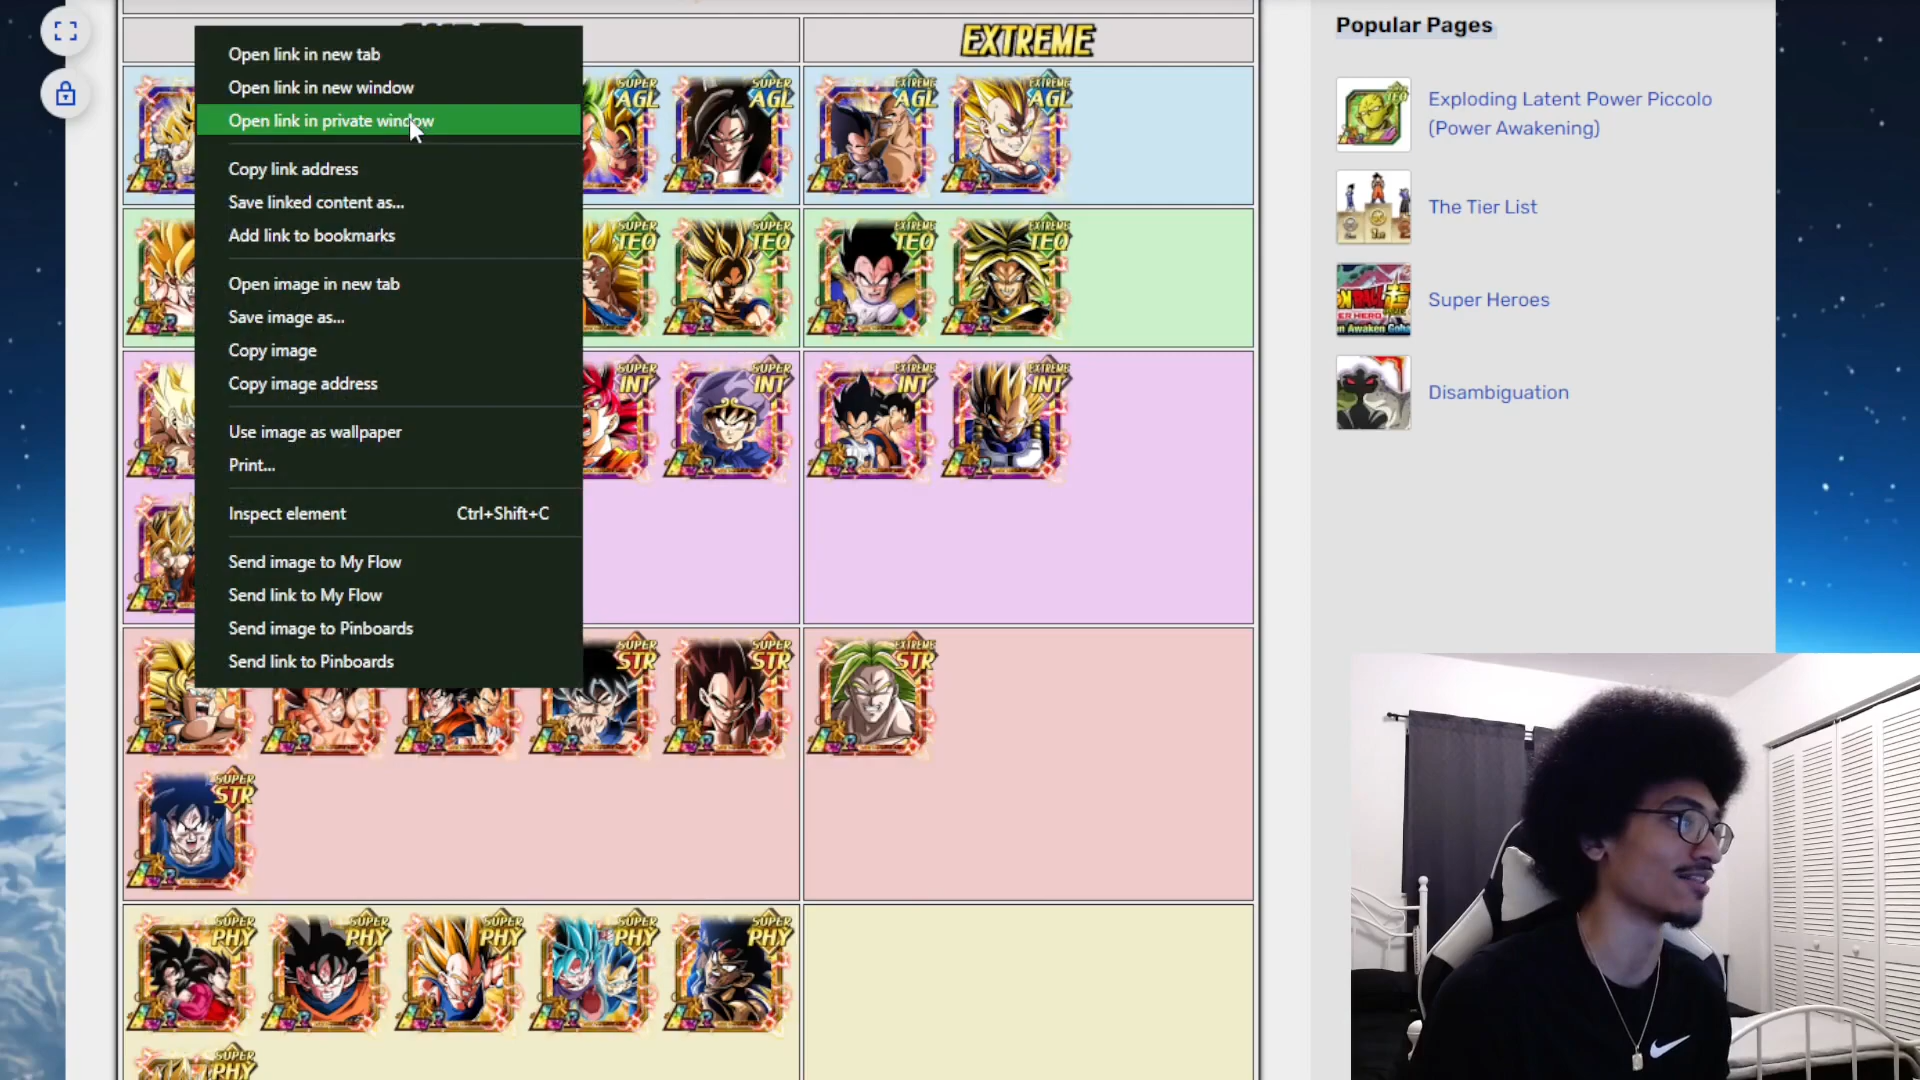 EXTREME
Popular Pages
Open link in new tab
Open link in new window
Open link in private window
Copy link address
Save linked content as...
Add link to bookmarks
Open image in new tab
Save image as...
Copy image
Copy image address
Use image as wallpaper
Print...
Inspect element Ctrl+Shift+C
Send image to My Flow
Send link to My Flow
Send image to Pinboards
Send link to Pinboards
SUPER AGL
SUPER AGL
EXTREME AGL
EXTREME AGL
SUPER TEQ
SUPER TEQ
EXTREME TEQ
EXTREME TEQ
SUPER INT
SUPER INT
EXTREME INT
EXTREME INT
SUPER STR
SUPER STR
EXTREME STR
SUPER STR
SUPER PHY
SUPER PHY
SUPER PHY
SUPER PHY
SUPER PHY
SUPER PHY
Exploding Latent Power Piccolo
(Power Awakening)
The Tier List
Super Heroes
Disambiguation